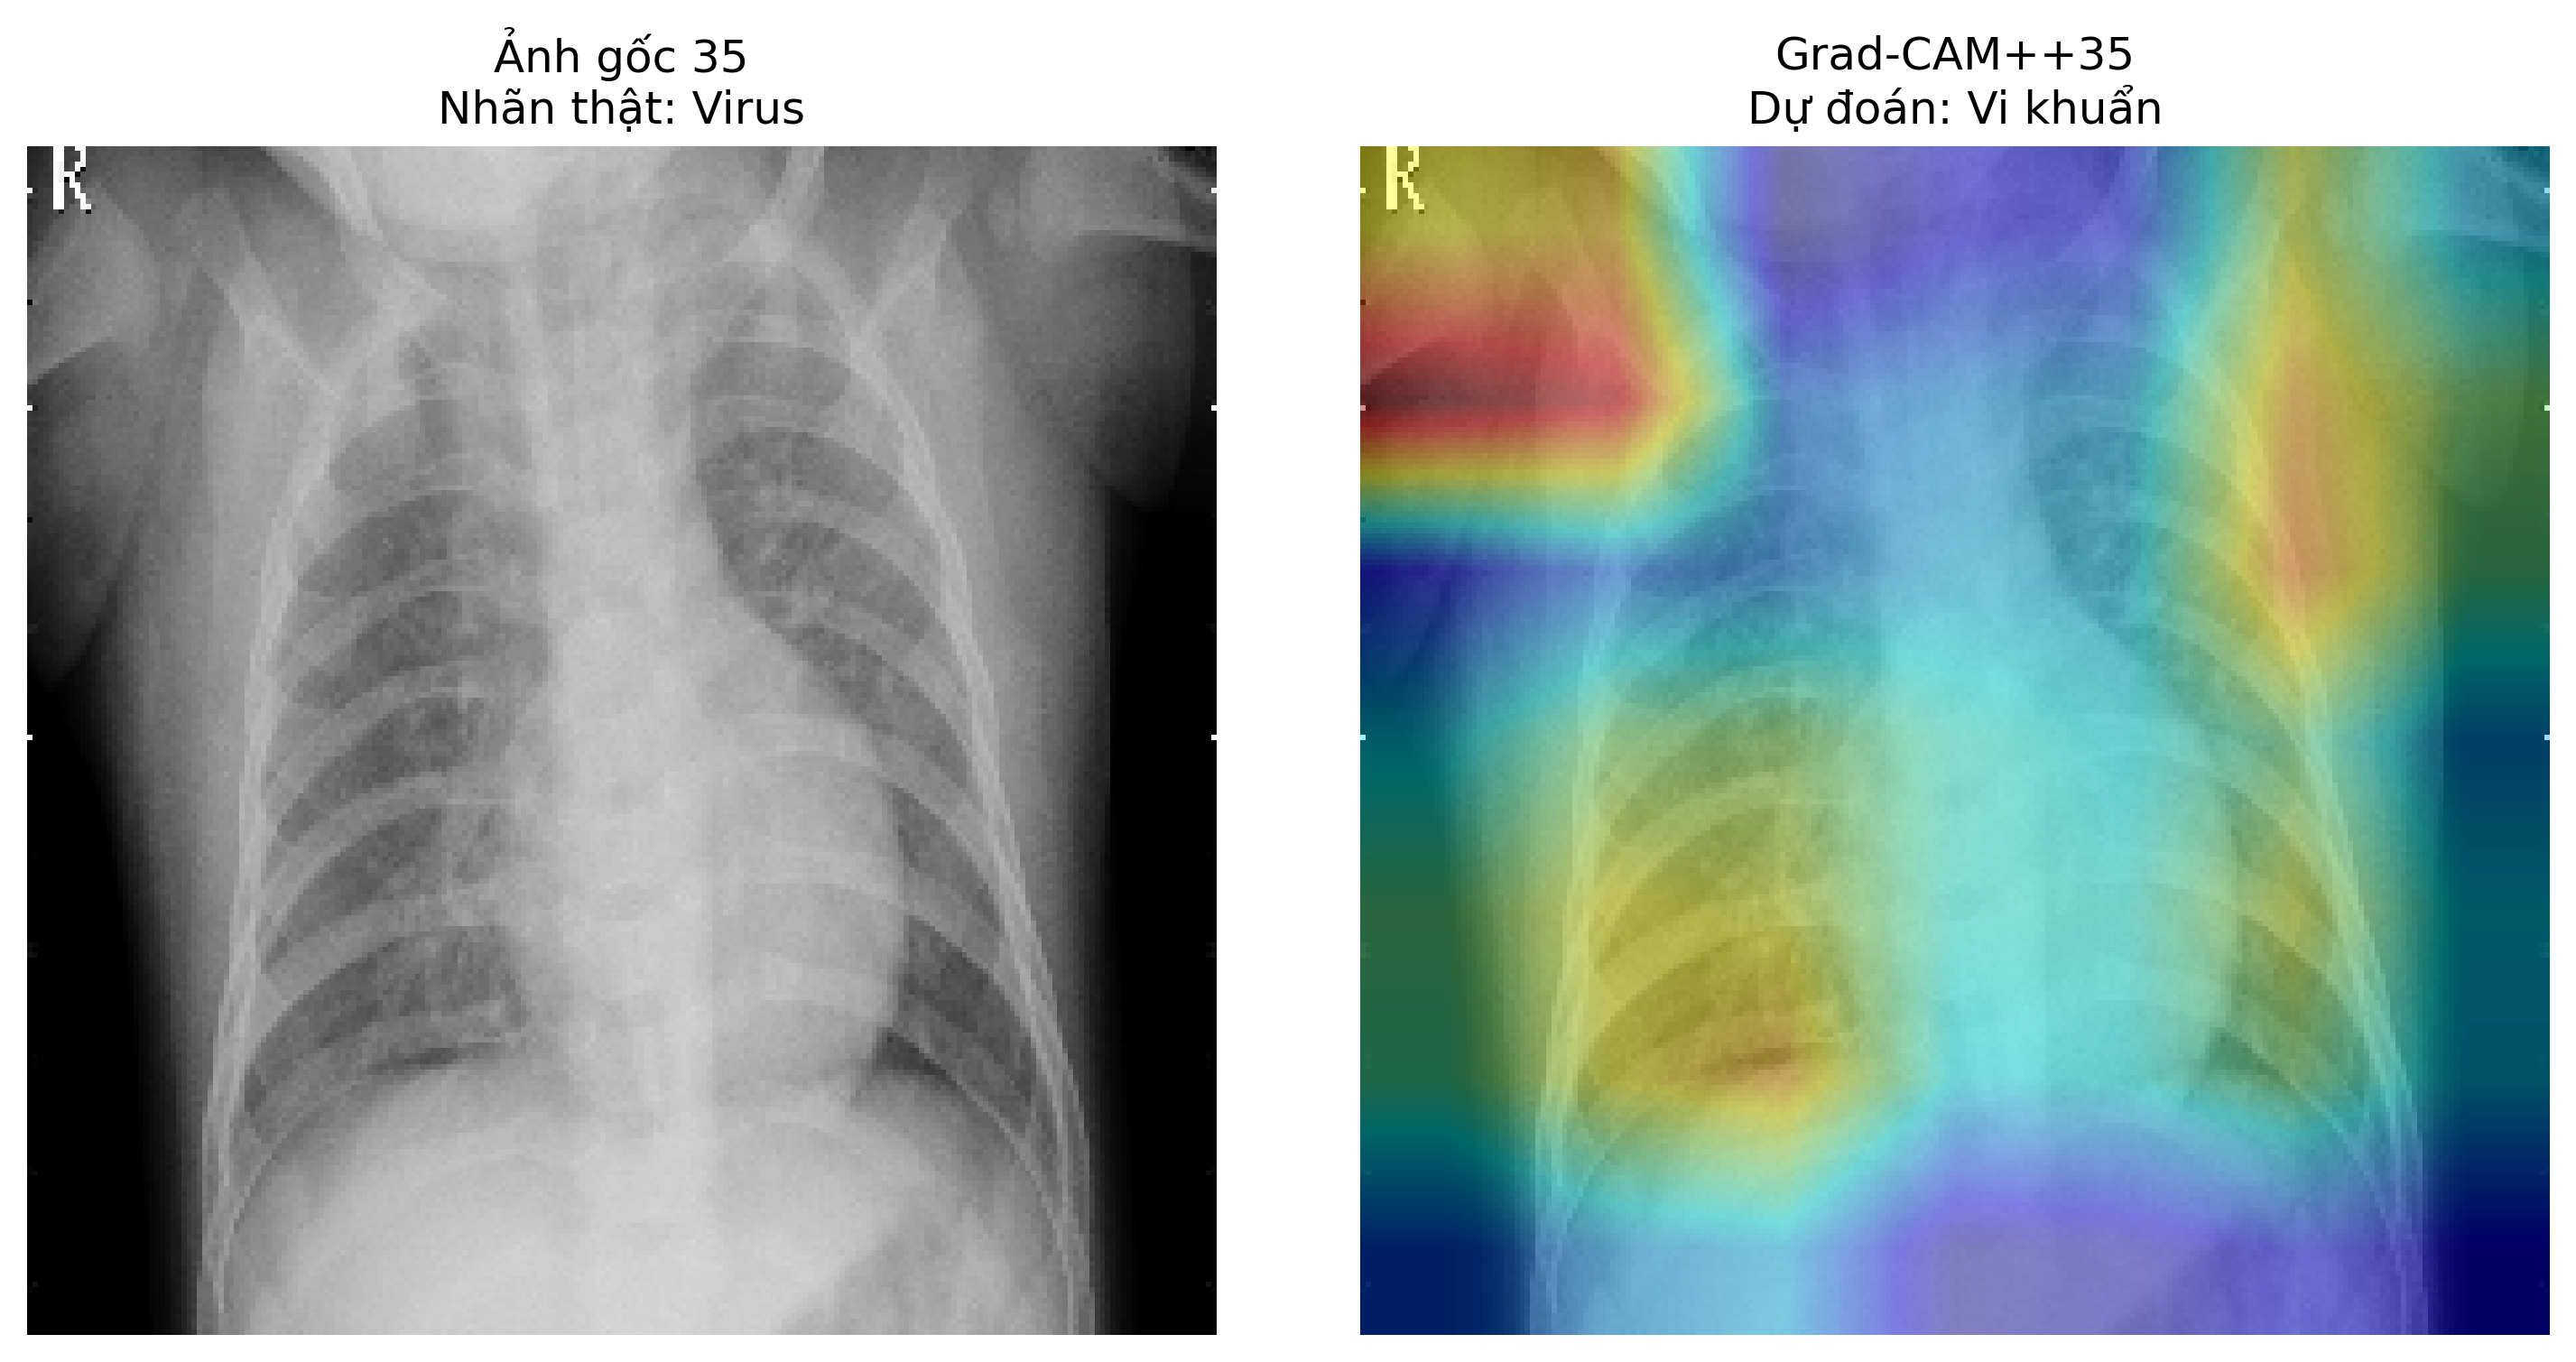 Ảnh gốc 35
Nhãn thật: Virus
R
Grad-CAM++35
Dự đoán: Vi khuẩn
R